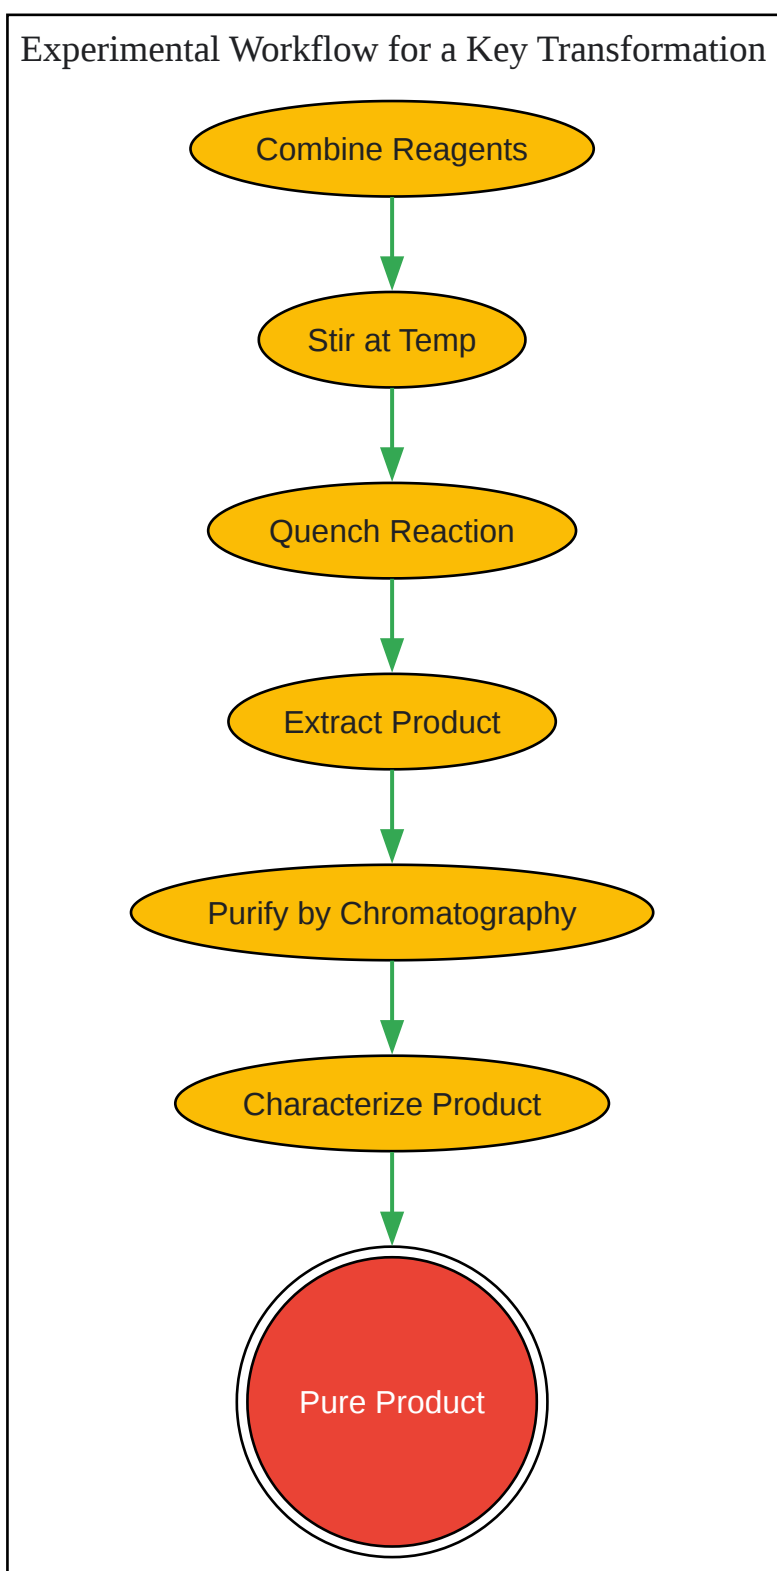 Experimental Workflow for a Key Transformation
Combine Reagents
Stir at Temp
Quench Reaction
Extract Product
Purify by Chromatography
Characterize Product
Pure Product